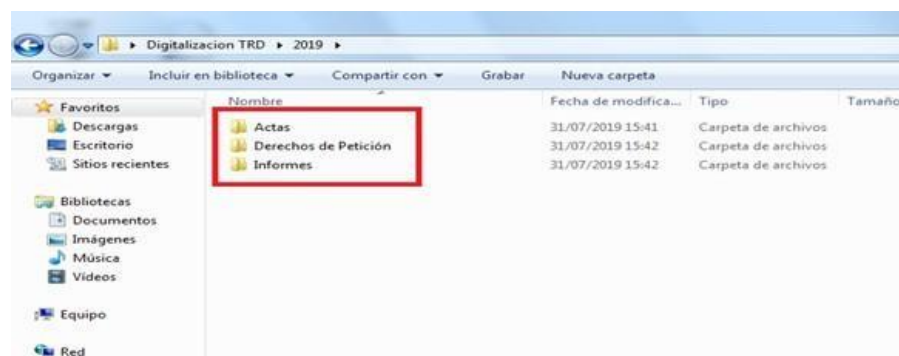 Digitalizacion TRD ▸ 2019 ▸
Organizar Incluir en biblioteca Compartir con Grabar Nueva carpeta
Nombre Fecha de modifica... Tipo Tamaño
Favoritos
Descargas
Escritorio
Sitios recientes
Bibliotecas
Documentos
Imágenes
Música
Vídeos
Equipo
Red
Actas 31/07/2019 15:41 Carpeta de archivos
Derechos de Petición 31/07/2019 15:42 Carpeta de archivos
Informes 31/07/2019 15:42 Carpeta de archivos